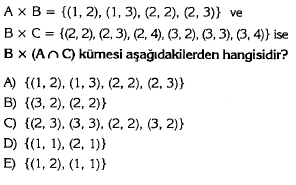 A × B = {(1, 2), (1, 3), (2, 2), (2, 3)} ve
B × C = {(2, 2), (2, 3), (2, 4), (3, 2), (3, 3), (3, 4)} ise
B × (A ∩ C) kümesi aşağıdakilerden hangisidir?
A) {(1, 2), (1, 3), (2, 2), (2, 3)}
B) {(3, 2), (2, 2)}
C) {(2, 3), (3, 3), (2, 2), (3, 2)}
D) {(1, 1), (2, 1)}
E) {(1, 2), (1, 1)}